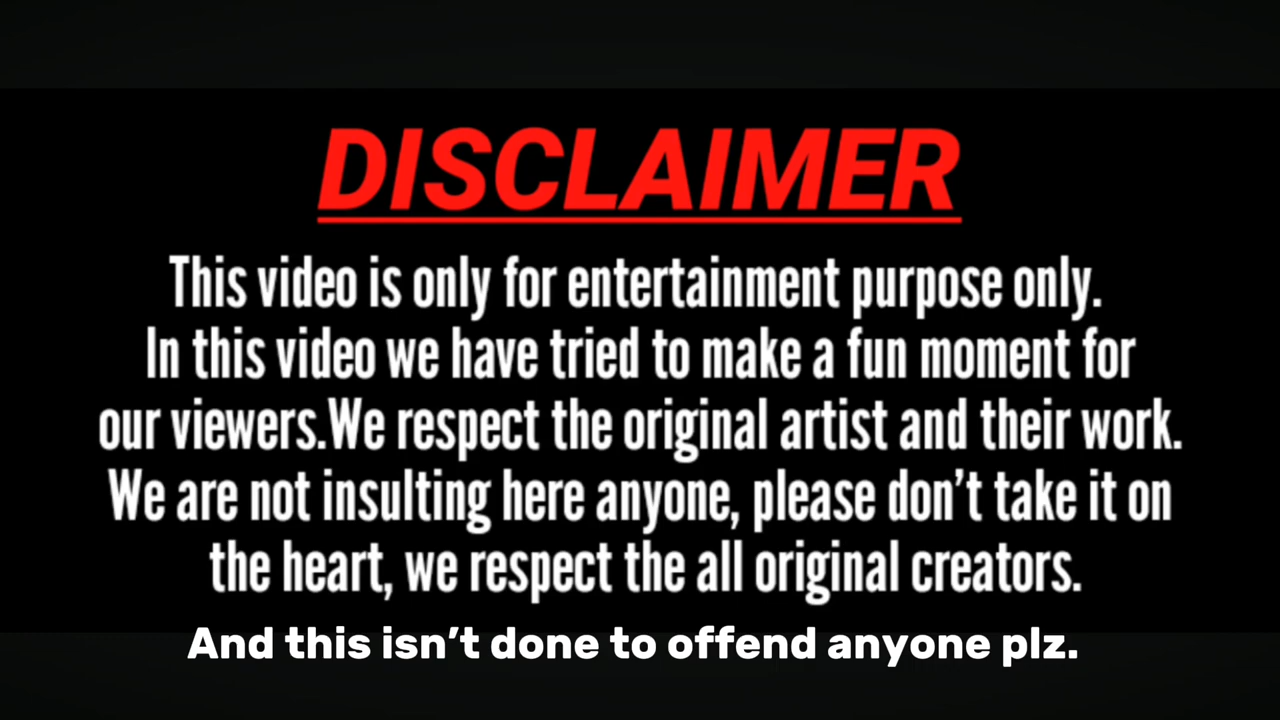 DISCLAIMER
This video is only for entertainment purpose only.
In this video we have tried to make a fun moment for
our viewers.We respect the original artist and their work.
We are not insulting here anyone, please don’t take it on
the heart, we respect the all original creators.
And this isn’t done to offend anyone plz.